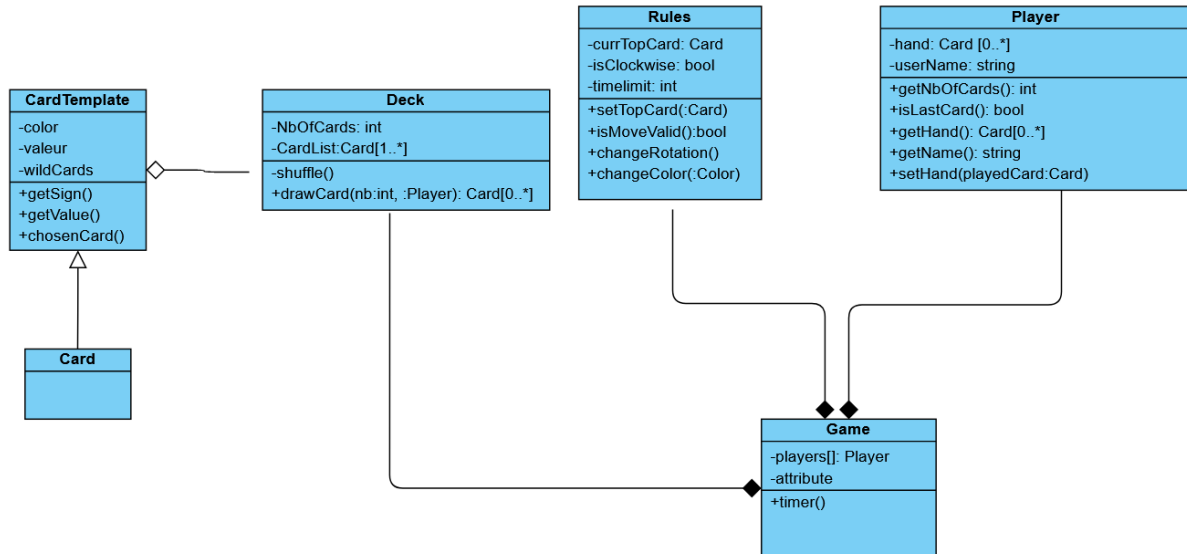 CardTemplate
-color
-valeur
-wildCards
+getSign()
+getValue()
+chosenCard()
Card
Deck
-NbOfCards: int
-CardList:Card[1..*]
-shuffle()
+drawCard(nb:int, :Player): Card[0..*]
Rules
-currTopCard: Card
-isClockwise: bool
-timelimit: int
+setTopCard(:Card)
+isMoveValid():bool
+changeRotation()
+changeColor(:Color)
Player
-hand: Card [0..*]
-userName: string
+getNbOfCards(): int
+isLastCard(): bool
+getHand(): Card[0..*]
+getName(): string
+setHand(playedCard:Card)
Game
-players[]: Player
-attribute
+timer()